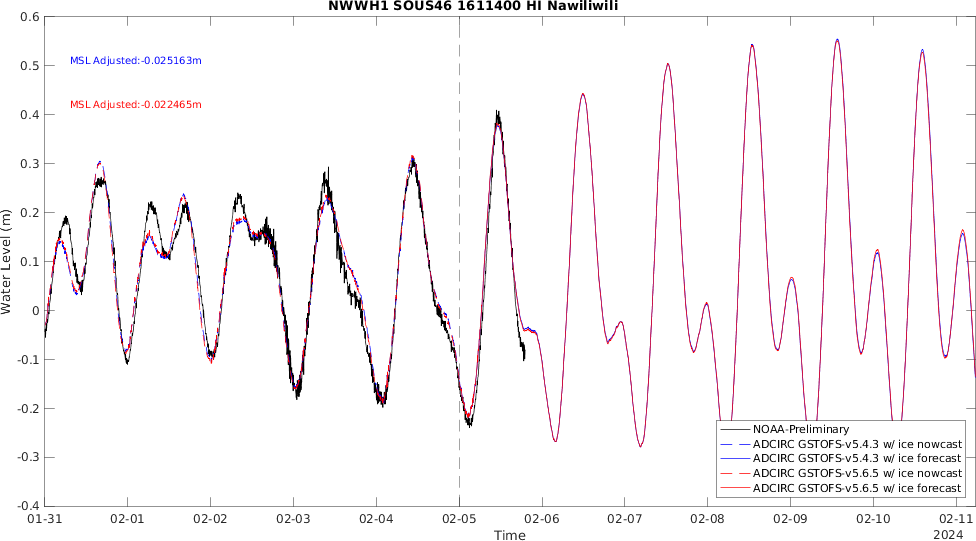 NWWH1 SOUS46 1611400 HI Nawiliwili
0.6
0.5
0.4
0.3
0.2
0.1
0
-0.1
-0.2
-0.3
-0.4
Water Level (m)
MSL Adjusted:-0.025163m
MSL Adjusted:-0.022465m
NOAA-Preliminary
ADCIRC GSTOFS-v5.4.3 w/ ice nowcast
ADCIRC GSTOFS-v5.4.3 w/ ice forecast
ADCIRC GSTOFS-v5.6.5 w/ ice nowcast
ADCIRC GSTOFS-v5.6.5 w/ ice forecast
01-31 02-01 02-02 02-03 02-04 02-05 02-06 02-07 02-08 02-09 02-10 02-11
Time
2024